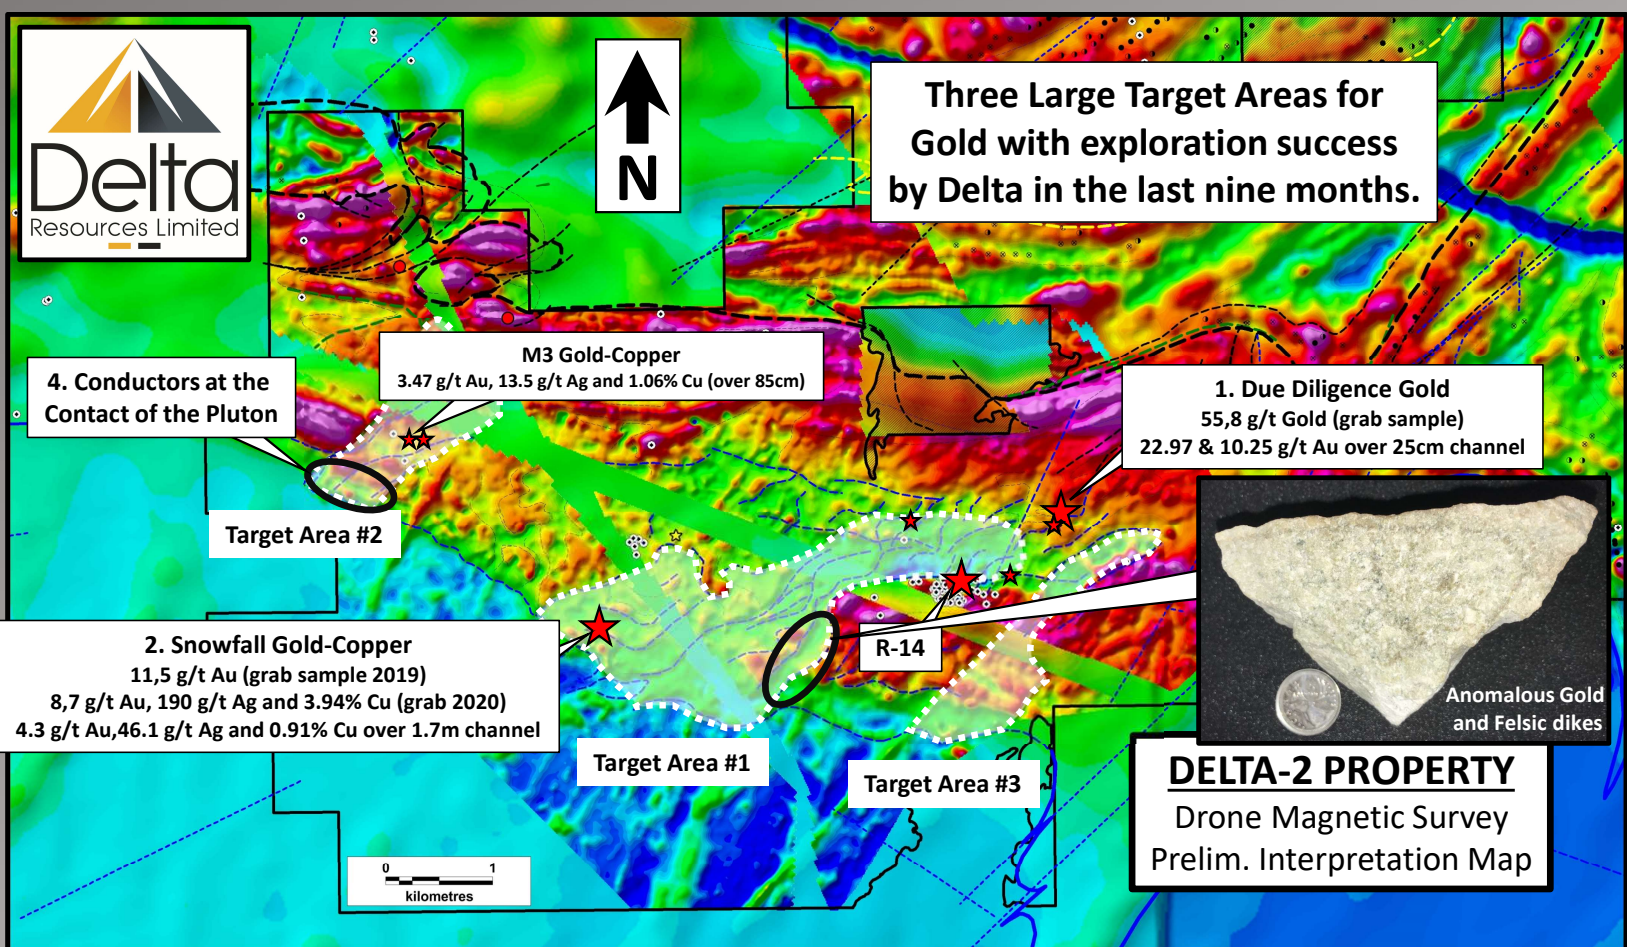 Delta
Resources Limited
N
Three Large Target Areas for
Gold with exploration success
by Delta in the last nine months.
M3 Gold-Copper
3.47 g/t Au, 13.5 g/t Ag and 1.06% Cu (over 85cm)
4. Conductors at the
Contact of the Pluton
1. Due Diligence Gold
55,8 g/t Gold (grab sample)
22.97 & 10.25 g/t Au over 25cm channel
Target Area #2
2. Snowfall Gold-Copper
11,5 g/t Au (grab sample 2019)
8,7 g/t Au, 190 g/t Ag and 3.94% Cu (grab 2020)
4.3 g/t Au,46.1 g/t Ag and 0.91% Cu over 1.7m channel
R-14
Anomalous Gold
and Felsic dikes
Target Area #1
Target Area #3
DELTA-2 PROPERTY
Drone Magnetic Survey
Prelim. Interpretation Map
0 1
kilometres